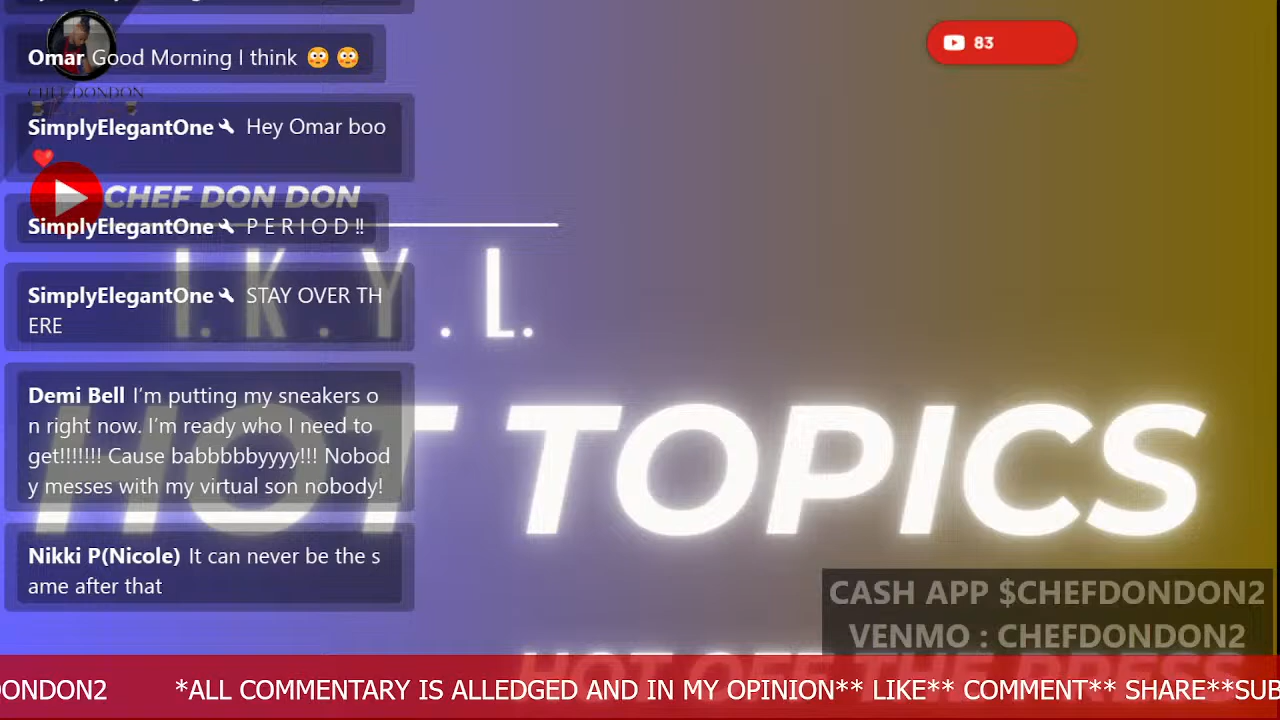 Omar Good Morning I think 😳 😳
83
CHEF DONDON
SimplyElegantOne Hey Omar boo
❤️
CHEF DON DON
SimplyElegantOne P E R I O D ‼
I. K . Y . L.
SimplyElegantOne STAY OVER TH
ERE
Demi Bell I’m putting my sneakers o
n right now. I’m ready who I need to
get!!!!!!! Cause babbbbbyyyy!!! Nobod
y messes with my virtual son nobody!
HOT TOPICS
Nikki P(Nicole) It can never be the s
ame after that
CASH APP $CHEFDONDON2
VENMO : CHEFDONDON2
HOT OFF THE PRESS
ONDON2 *ALL COMMENTARY IS ALLEDGED AND IN MY OPINION** LIKE** COMMENT** SHARE**SUB